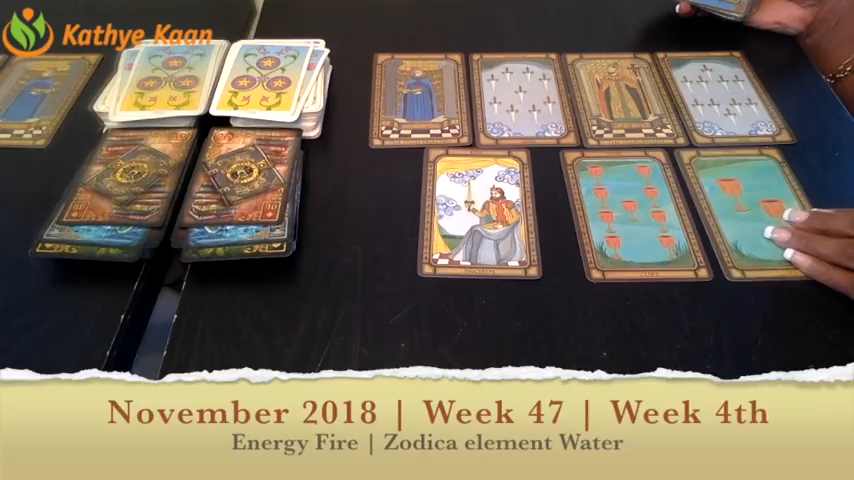 Kathye Kaan
November 2018 | Week 47 | Week 4th
Energy Fire | Zodica element Water